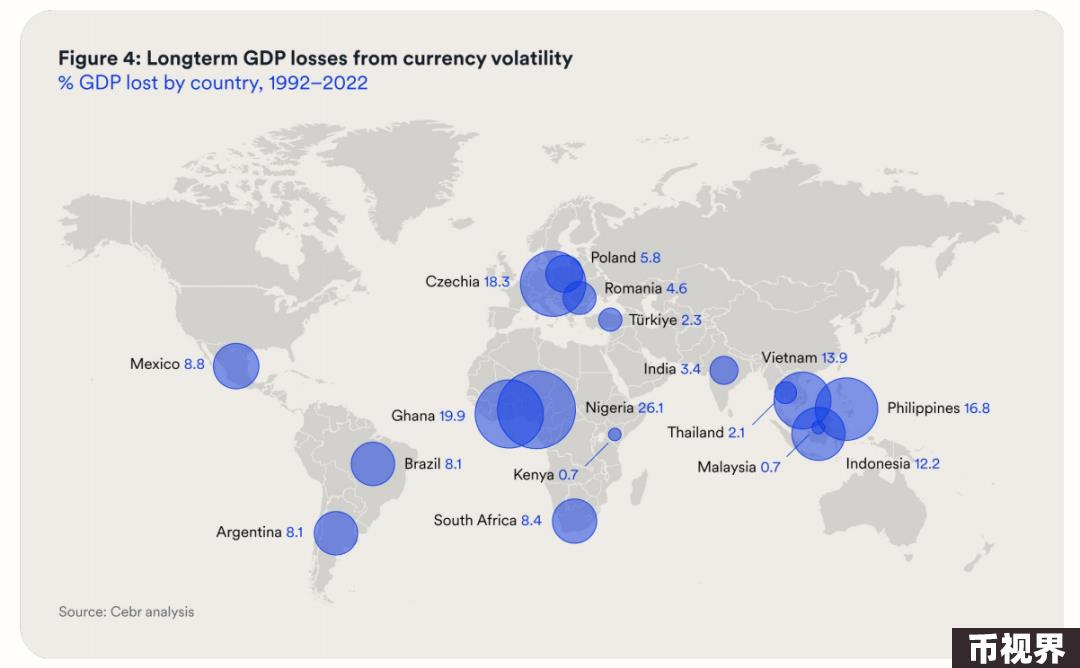 Figure 4: Longterm GDP losses from currency volatility
% GDP lost by country, 1992–2022
Poland 5.8
Czechia 18.3
Romania 4.6
Türkiye 2.3
Vietnam 13.9
Mexico 8.8
India 3.4
Nigeria 26.1
Philippines 16.8
Ghana 19.9
Thailand 2.1
Brazil 8.1
Indonesia 12.2
Malaysia 0.7
Kenya 0.7
South Africa 8.4
Argentina 8.1
Source: Cebr analysis
币视界